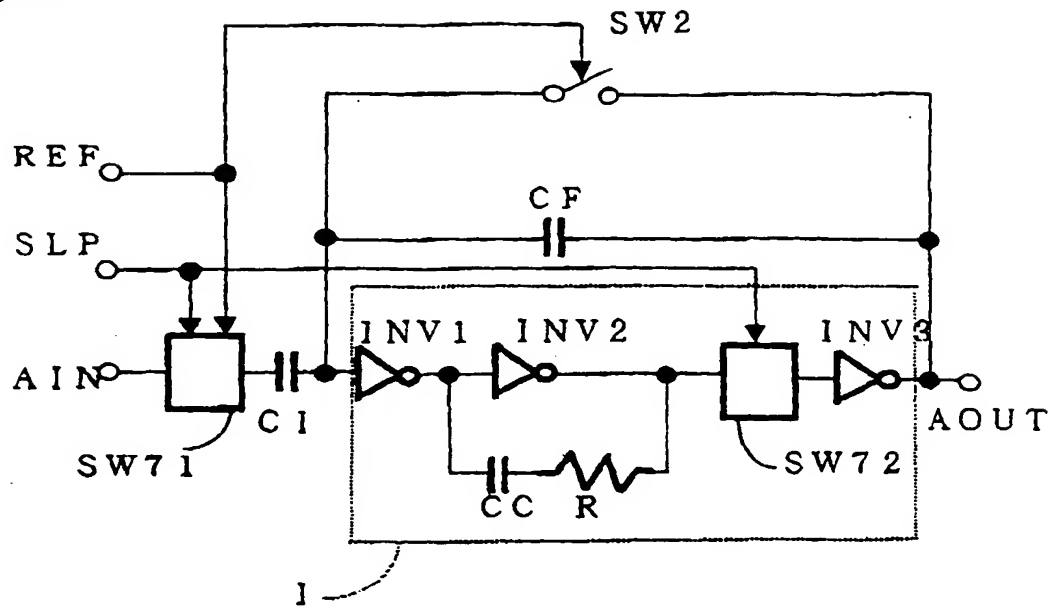 SW2
REF
CF
SLP
INV1
INV2
INV3
AIN
CI
AOUT
SW71
SW72
CC
R
I